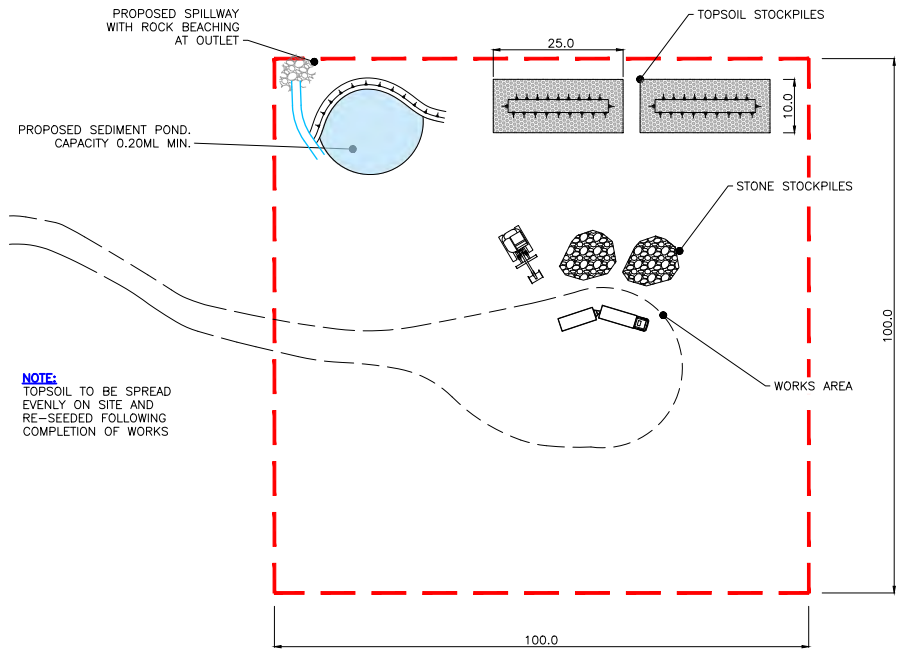 PROPOSED SPILLWAY
WITH ROCK BEACHING
AT OUTLET
TOPSOIL STOCKPILES
25.0
10.0
PROPOSED SEDIMENT POND.
CAPACITY 0.20ML MIN.
STONE STOCKPILES
100.0
WORKS AREA
NOTE:
TOPSOIL TO BE SPREAD
EVENLY ON SITE AND
RE-SEEDED FOLLOWING
COMPLETION OF WORKS
100.0